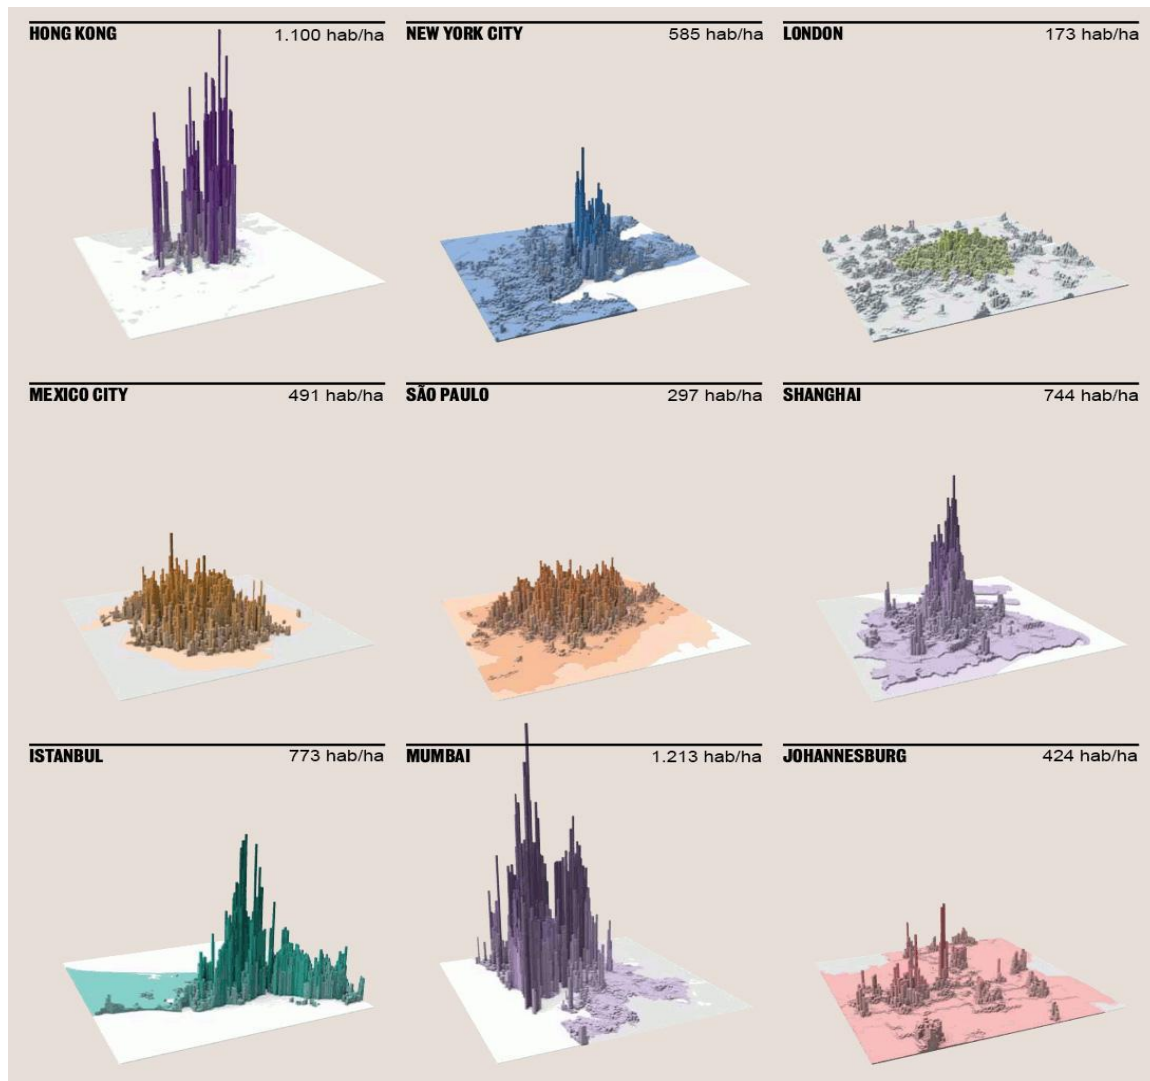 HONG KONG 1.100 hab/ha
NEW YORK CITY 585 hab/ha
LONDON 173 hab/ha
MEXICO CITY 491 hab/ha
SÃO PAULO 297 hab/ha
SHANGHAI 744 hab/ha
ISTANBUL 773 hab/ha
MUMBAI 1.213 hab/ha
JOHANNESBURG 424 hab/ha